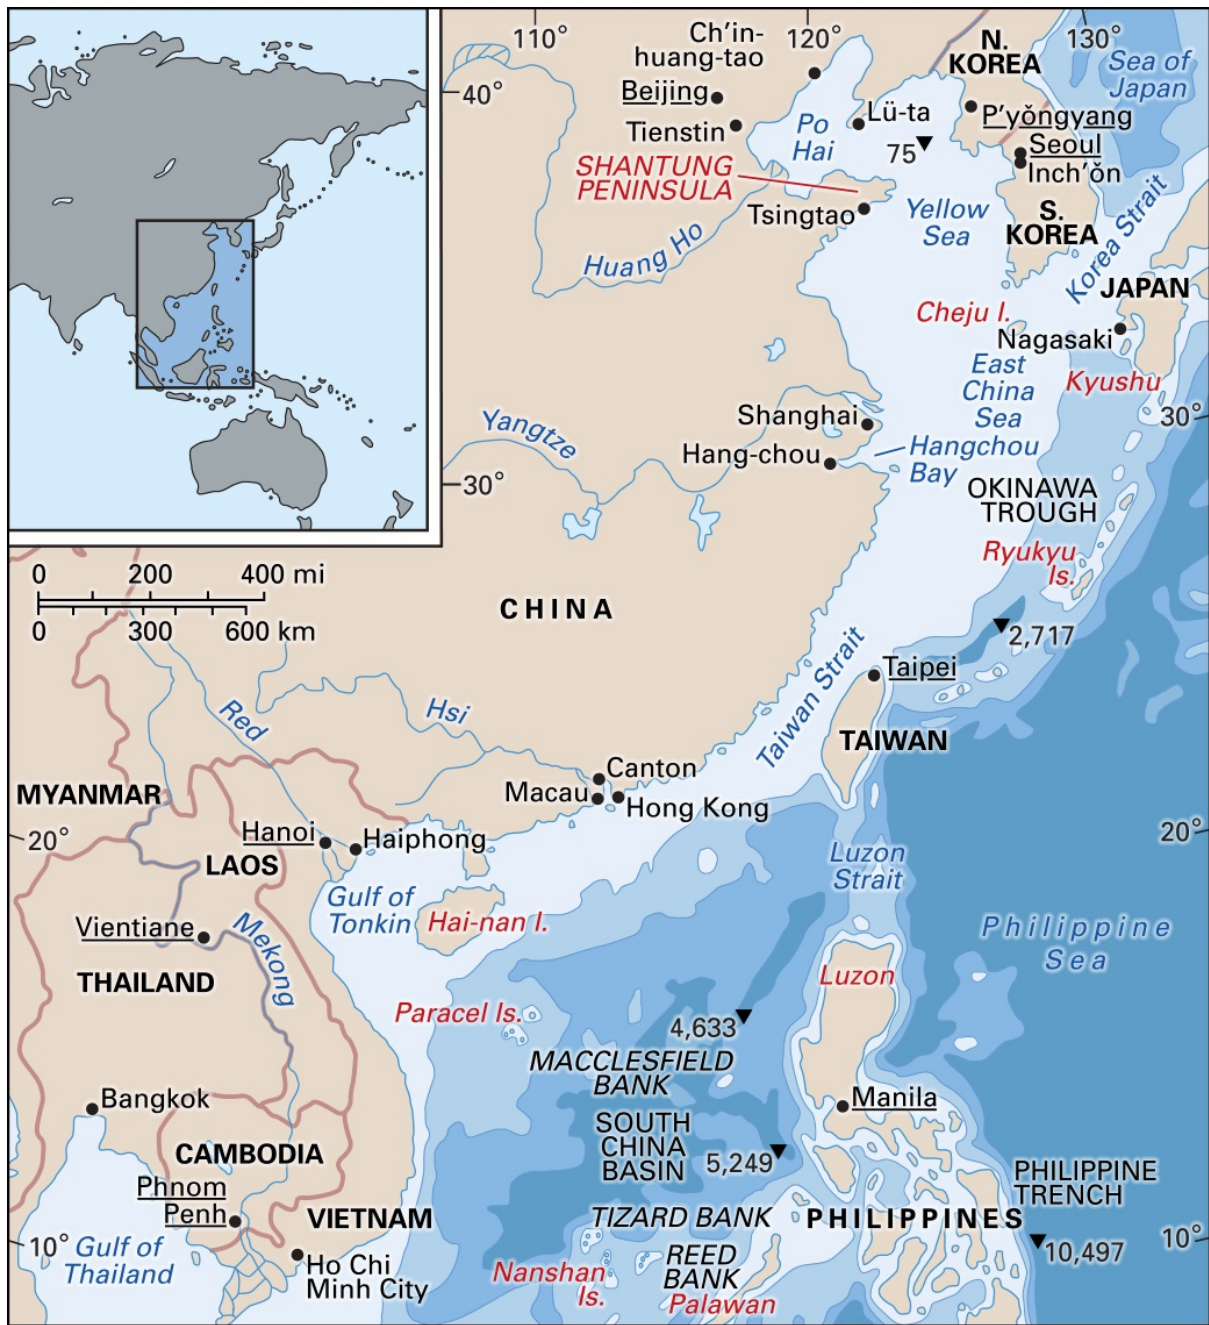 110°
120°
130°
Ch'in-
huang-tao
N.
KOREA
Sea of
Japan
40°
Beijing
Tienstin
Po
Hai
Lü-ta
75
P'yǒngyang
Seoul
Inch'ǒn
SHANTUNG
PENINSULA
Tsingtao
Yellow
Sea
S.
KOREA
Korea Strait
Huang Ho
JAPAN
Cheju I.
Nagasaki
East
China
Sea
Kyushu
30°
Yangtze
Shanghai
Hang-chou
Hangchou
Bay
30°
OKINAWA
TROUGH
Ryukyu
Is.
0 200 400 mi
0 300 600 km
CHINA
2,717
Taiwan Strait
Taipei
Red
Hsi
TAIWAN
Canton
Macau
Hong Kong
MYANMAR
20°
Hanoi
Haiphong
20°
LAOS
Luzon
Strait
Gulf of
Tonkin
Hai-nan I.
Vientiane
Mekong
Philippine
Sea
THAILAND
Luzon
Paracel Is.
4,633
MACCLESFIELD
BANK
Bangkok
Manila
SOUTH
CHINA
BASIN
5,249
CAMBODIA
PHILIPPINE
TRENCH
Phnom
Penh
VIETNAM
TIZARD BANK
PHILIPPINES
10°
Gulf of
Thailand
Ho Chi
Minh City
Nanshan
Is.
REED
BANK
Palawan
10,497
10°